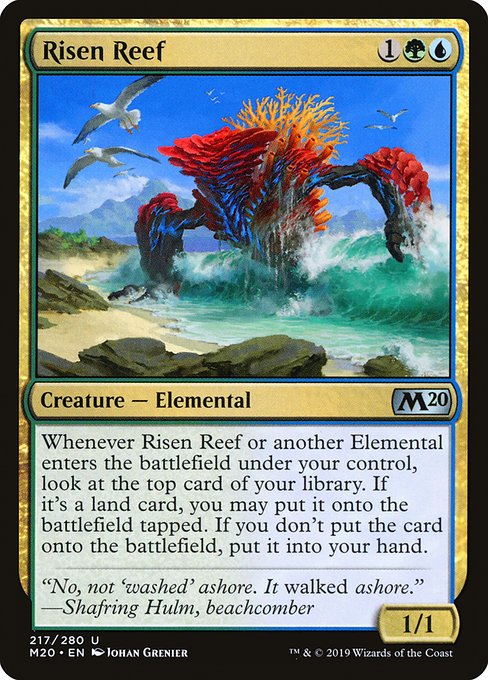 Risen Reef 1
Creature — Elemental M20
Whenever Risen Reef or another Elemental
enters the battlefield under your control,
look at the top card of your library. If
it's a land card, you may put it onto the
battlefield tapped. If you don't put the card
onto the battlefield, put it into your hand.
“No, not ‘washed’ ashore. It walked ashore.”
—Shafring Hulm, beachcomber
1/1
217/280 U
M20 • EN Johan Grenier
™ & © 2019 Wizards of the Coast